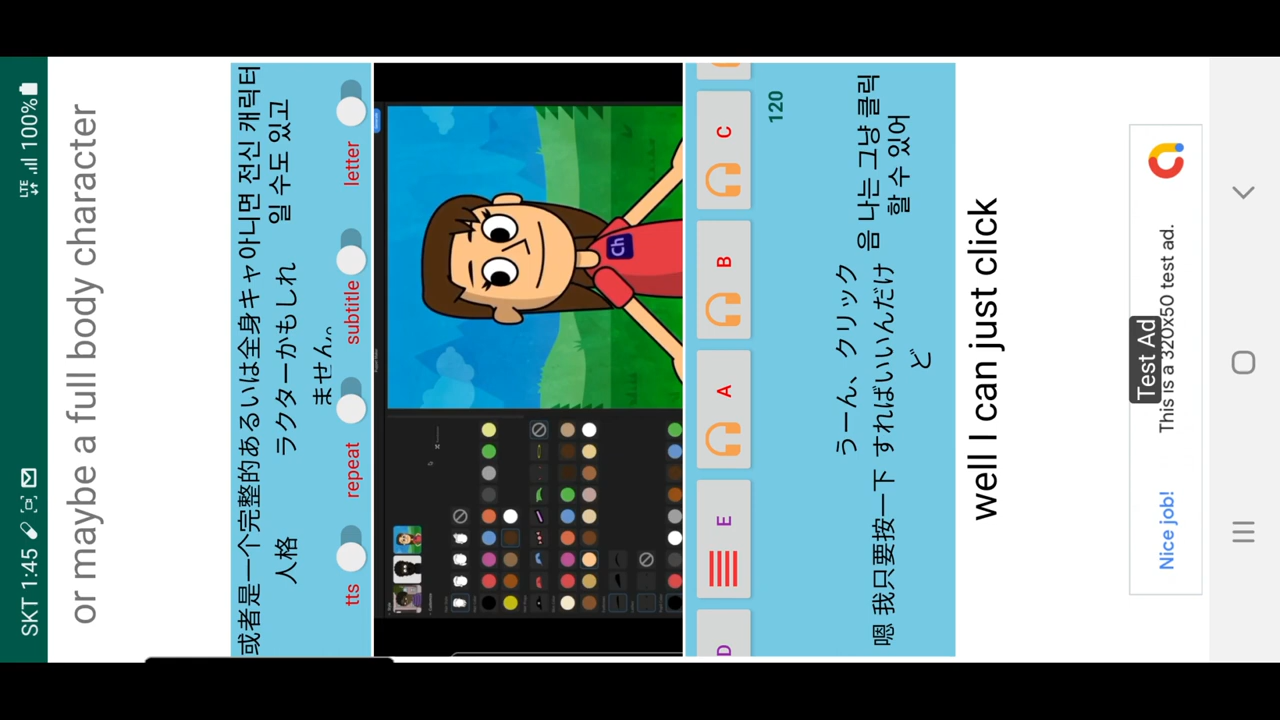 SKT 1:45 LTE 100%
or maybe a full body character
或者是一个完整的
人格
あるいは全身キャ
ラクターかもしれ
ません。
아니면 전신 캐릭터
일 수도 있고
tts repeat subtitle letter
Ch
D E A B C
120
嗯 我只要按一下
うーん、クリック
すればいいんだけ
ど
음 나는 그냥 클릭
할 수 있어
well I can just click
Test Ad
Nice job! This is a 320x50 test ad.